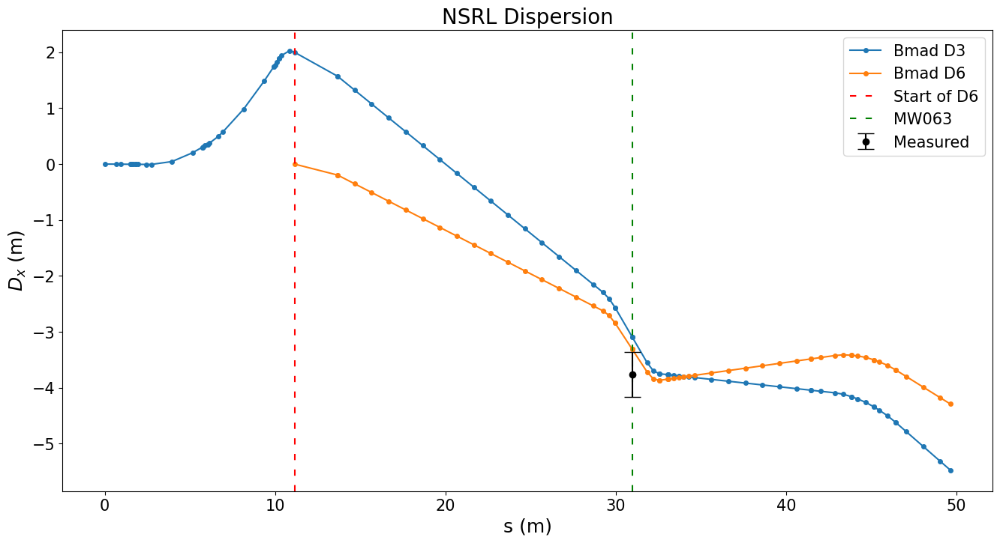 NSRL Dispersion
Bmad D3
Bmad D6
Start of D6
MW063
Measured
2
1
0
−1
−2
−3
−4
−5
D_x (m)
0
10
20
30
40
50
s (m)